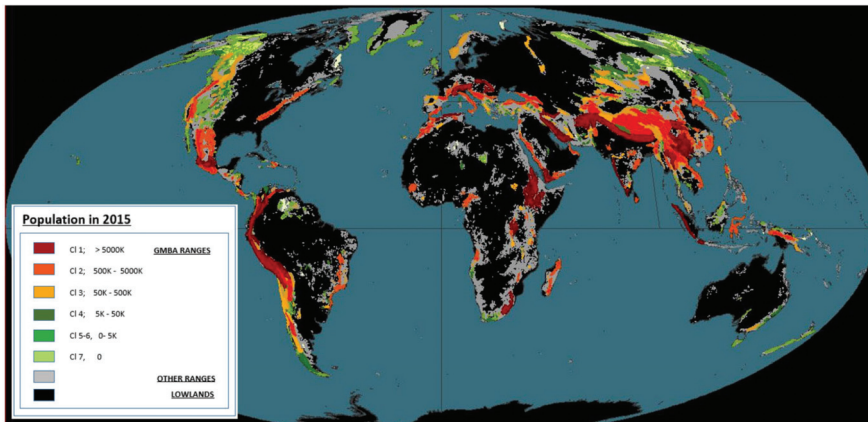 Population in 2015
Cl 1; > 5000K GMBA RANGES
Cl 2; 500K - 5000K
Cl 3; 50K - 500K
Cl 4; 5K - 50K
Cl 5-6, 0- 5K
Cl 7, 0
OTHER RANGES
LOWLANDS